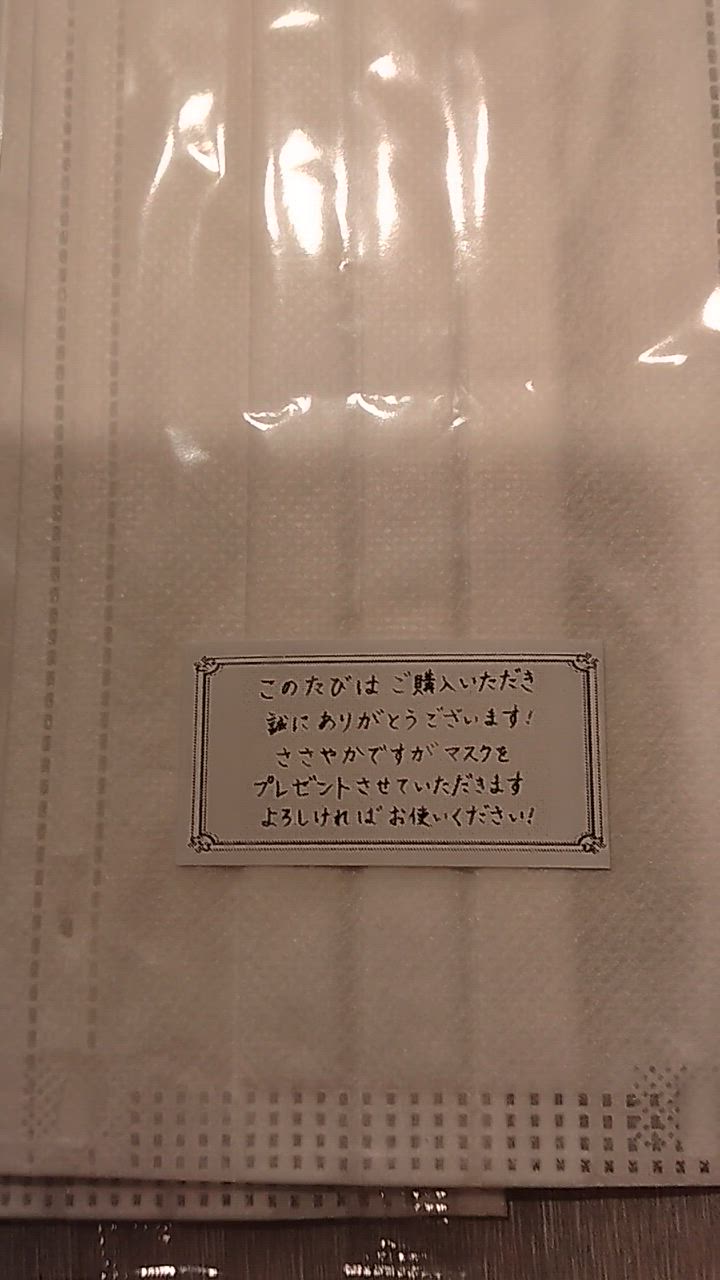 このたびは ご購入いただき
誠に ありがとうございます!
ささやかですが マスクを
プレゼントさせていただきます
よろしければ お使いください!